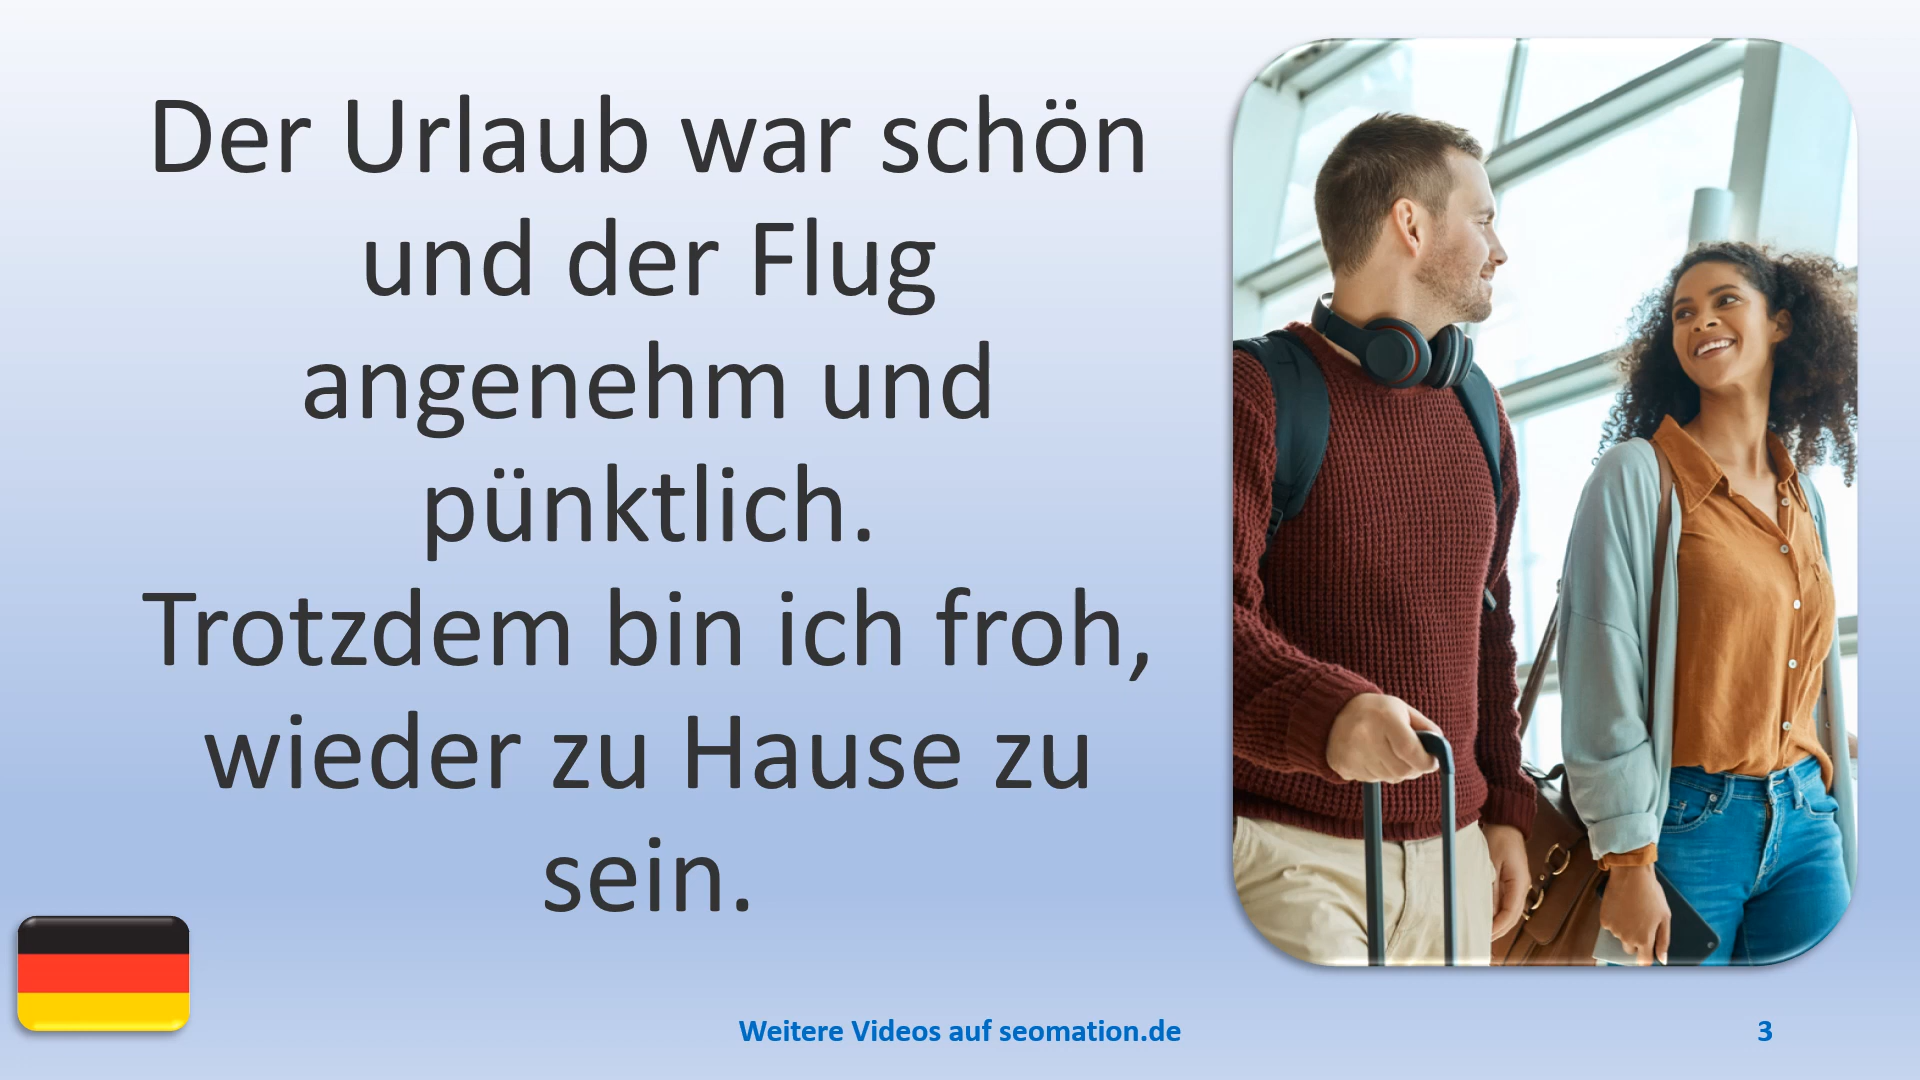 Der Urlaub war schön
und der Flug
angenehm und
pünktlich.
Trotzdem bin ich froh,
wieder zu Hause zu
sein.
Weitere Videos auf seomation.de
3